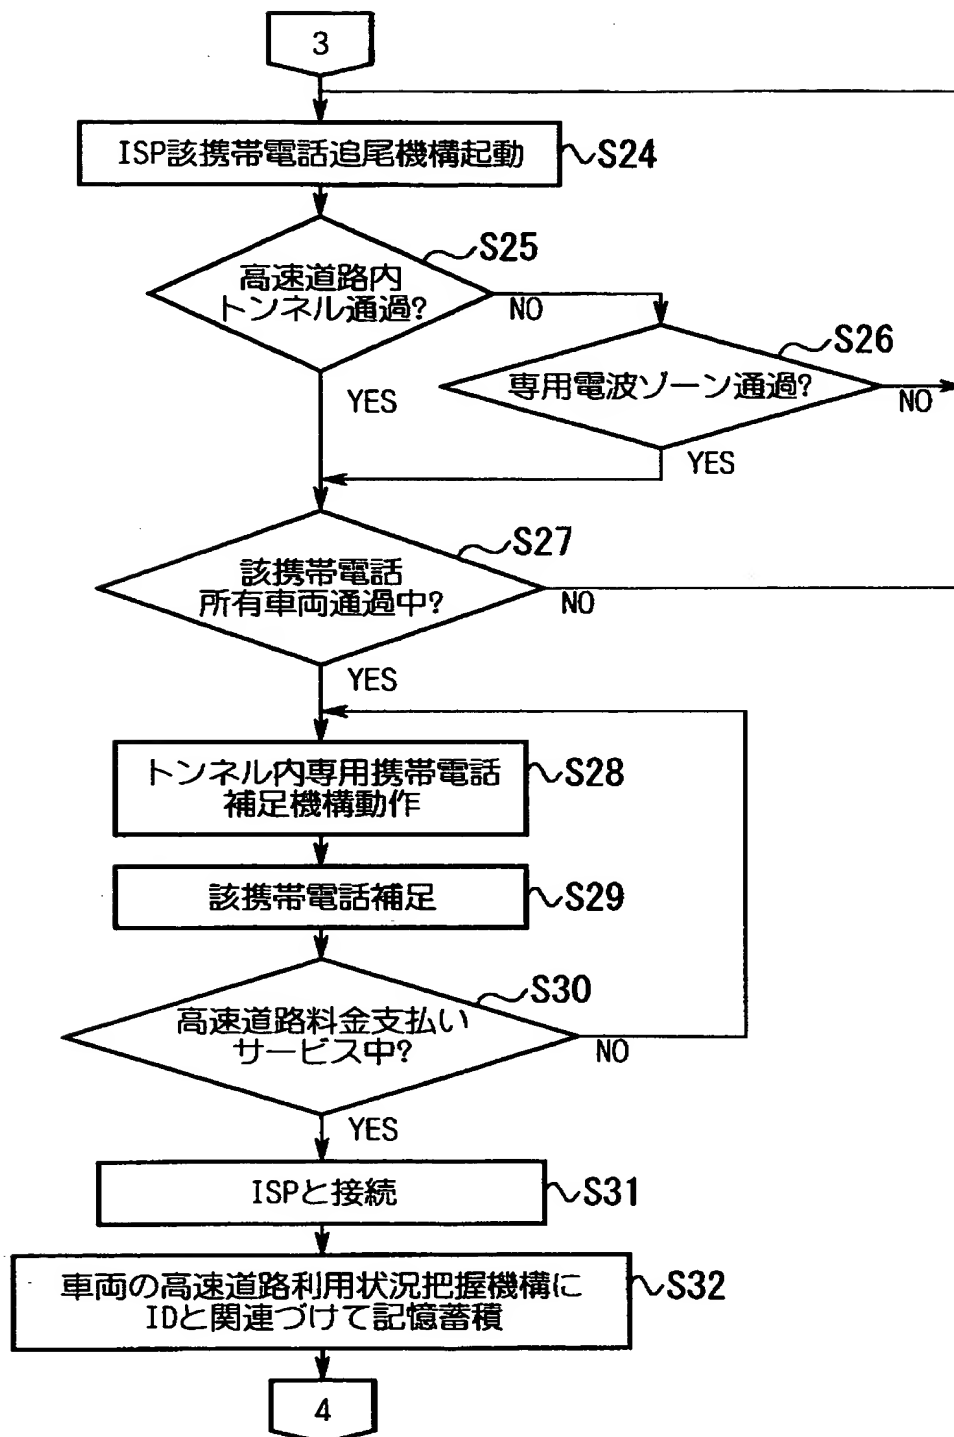 3
ISP該携帯電話追尾機構起動
S24
高速道路内
トンネル通過?
S25
NO
YES
専用電波ゾーン通過?
S26
NO
YES
該携帯電話
所有車両通過中?
S27
NO
YES
トンネル内専用携帯電話
補足機構動作
S28
該携帯電話補足
S29
高速道路料金支払い
サービス中?
S30
NO
YES
ISPと接続
S31
車両の高速道路利用状況把握機構に
IDと関連づけて記憶蓄積
S32
4